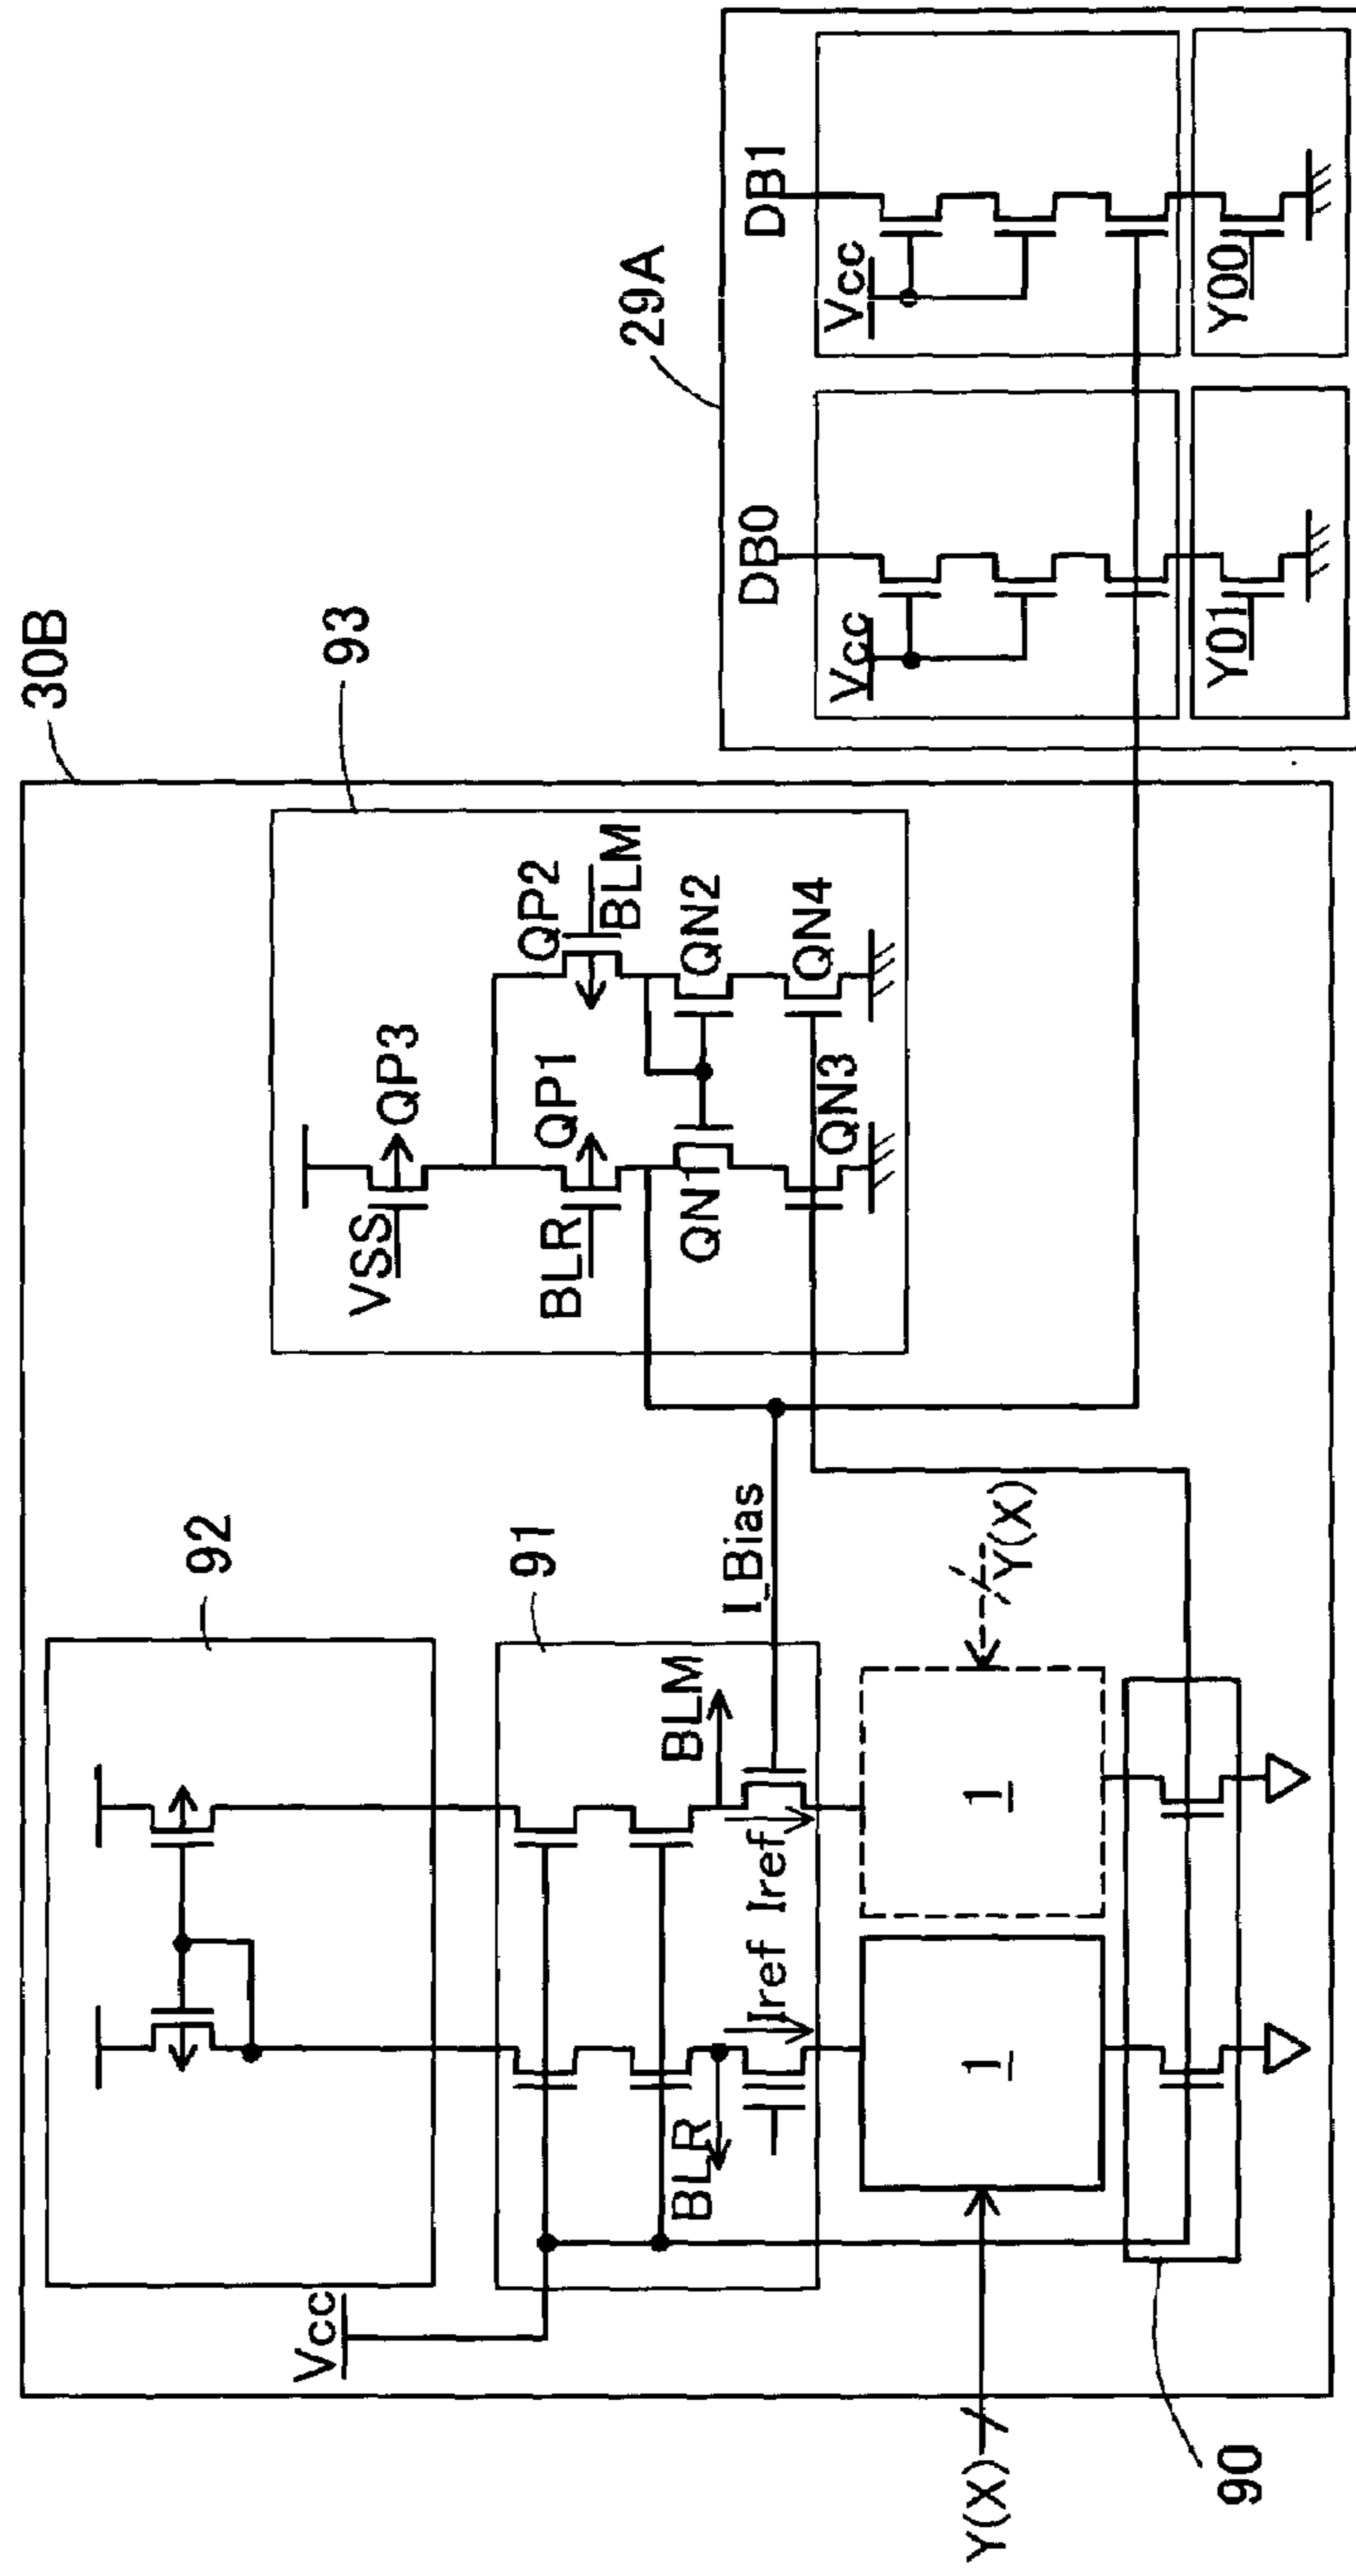 30B
92
Vcc
91
BLR
BLM
Iref
Iref
I_Bias
1
1
Y(X)
Y(X)
90
93
VSS
QP3
BLR
QP1
QP2
BLM
QN1
QN2
QN3
QN4
29A
DB0
DB1
Vcc
Vcc
Y01
Y00